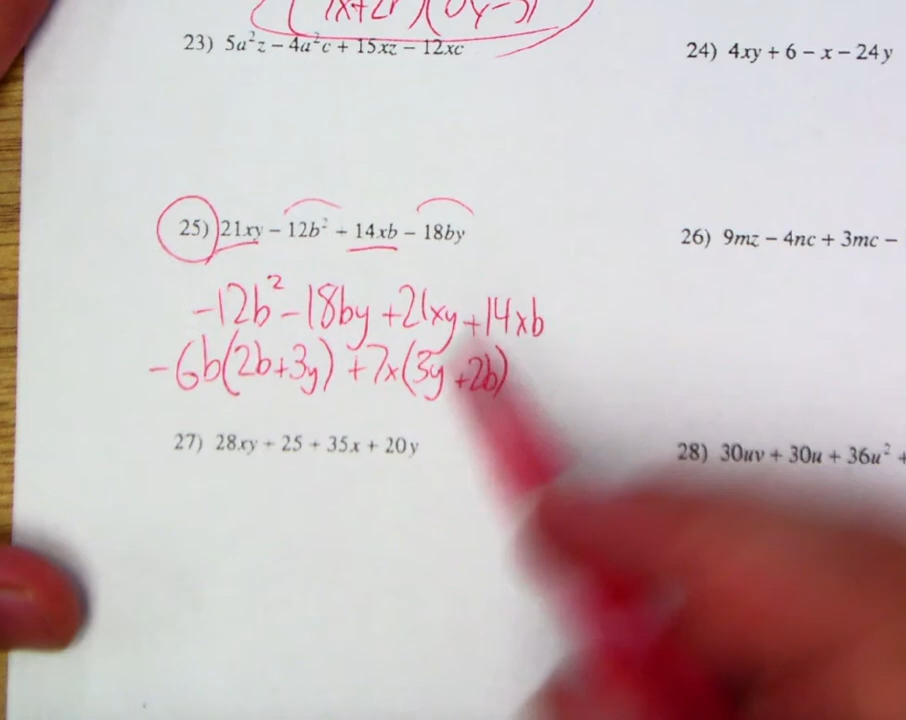 23) 5a²z − 4a²c + 15xz − 12xc
24) 4xy + 6 − x − 24y
25) 21xy − 12b² + 14xb − 18by
26) 9mz − 4nc + 3mc −
-12b² - 18by + 21xy + 14xb
-6b(2b+3y) + 7x(3y+2b)
27) 28xy + 25 + 35x + 20y
28) 30uv + 30u + 36u² +